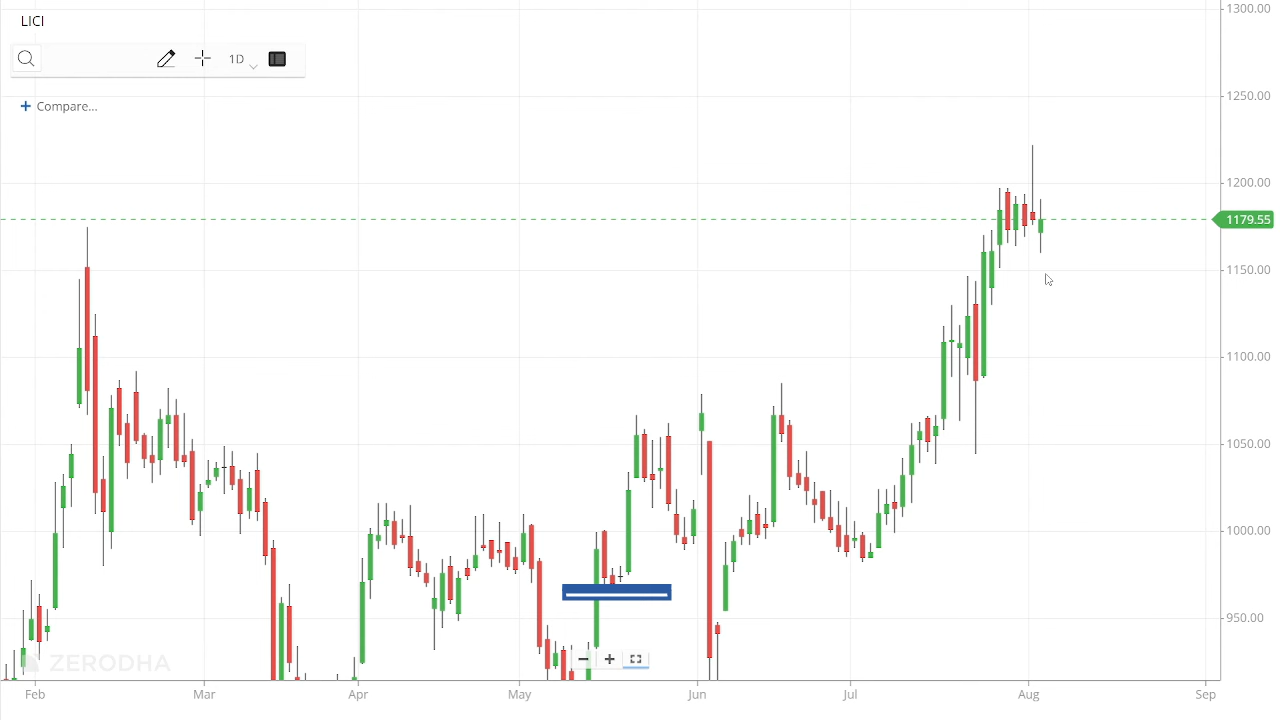 LICI
1D
Compare...
1300.00
1250.00
1200.00
1179.55
1150.00
1100.00
1050.00
1000.00
950.00
ZERODHA
Feb Mar Apr May Jun Jul Aug Sep